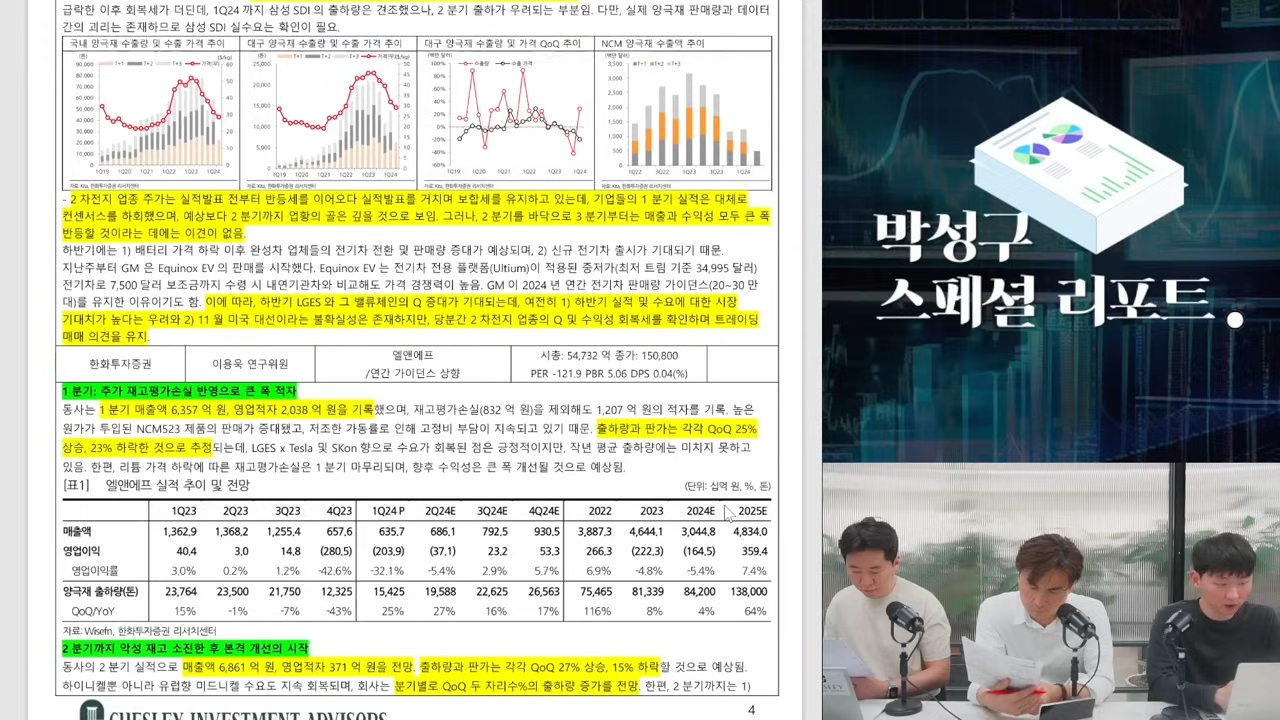 급락한 이후 회복세가 더딘데, 1Q24 까지 삼성 SDI 의 출하량은 견조했으나, 2 분기 출하가 우려되는 부분임. 다만, 실제 양극재 판매량과 데이터
간의 괴리는 존재하므로 삼성 SDI 실수요는 확인이 필요.
국내 양극재 수출량 및 수출 가격 추이
대구 양극재 수출량 및 수출 가격 추이
대구 양극재 수출량 및 가격 QoQ 추이
NCM 양극재 수출액 추이
- 2 차전지 업종 주가는 실적발표 전부터 반등세를 이어오다 실적발표를 거치며 보합세를 유지하고 있는데, 기업들의 1 분기 실적은 대체로
컨센서스를 하회했으며, 예상보다 2 분기까지 업황의 골은 깊을 것으로 보임. 그러나, 2 분기를 바닥으로 3 분기부터는 매출과 수익성 모두 큰 폭
반등할 것이라는 데에는 이견이 없음.
하반기에는 1) 배터리 가격 하락 이후 완성차 업체들의 전기차 전환 및 판매량 증대가 예상되며, 2) 신규 전기차 출시가 기대되기 때문.
지난주부터 GM 은 Equinox EV 의 판매를 시작했다. Equinox EV 는 전기차 전용 플랫폼(Ultium)이 적용된 중저가(최저 트림 기준 34,995 달러)
전기차로 7,500 달러 보조금까지 수령 시 내연기관차와 비교해도 가격 경쟁력이 높음. GM 이 2024 년 연간 전기차 판매량 가이던스(20~30 만
대)를 유지한 이유이기도 함. 이에 따라, 하반기 LGES 와 그 밸류체인의 Q 증대가 기대되는데, 여전히 1) 하반기 실적 및 수요에 대한 시장
기대치가 높다는 우려와 2) 11 월 미국 대선이라는 불확실성은 존재하지만, 당분간 2 차전지 업종의 Q 및 수익성 회복세를 확인하며 트레이딩
매매 의견을 유지.
한화투자증권 이용욱 연구위원 엘앤에프 시총: 54,732 억 종가: 150,800
/연간 가이던스 상향 PER -121.9 PBR 5.06 DPS 0.04(%)
1 분기: 추가 재고평가손실 반영으로 큰 폭 적자
동사는 1 분기 매출액 6,357 억 원, 영업적자 2,038 억 원을 기록했으며, 재고평가손실(832 억 원)을 제외해도 1,207 억 원의 적자를 기록. 높은
원가가 투입된 NCM523 제품의 판매가 증대됐고, 저조한 가동률로 인해 고정비 부담이 지속되고 있기 때문. 출하량과 판가는 각각 QoQ 25%
상승, 23% 하락한 것으로 추정되는데, LGES x Tesla 및 SKon 향으로 수요가 회복된 점은 긍정적이지만, 작년 평균 출하량에는 미치지 못하고
있음. 한편, 리튬 가격 하락에 따른 재고평가손실은 1 분기 마무리되며, 향후 수익성은 큰 폭 개선될 것으로 예상됨.
[표1] 엘앤에프 실적 추이 및 전망 (단위: 십억 원, %, 톤)
1Q23 2Q23 3Q23 4Q23 1Q24 P 2Q24E 3Q24E 4Q24E 2022 2023 2024E 2025E
매출액 1,362.9 1,368.2 1,255.4 657.6 635.7 686.1 792.5 930.5 3,887.3 4,644.1 3,044.8 4,834.0
영업이익 40.4 3.0 14.8 (280.5) (203.9) (37.1) 23.2 53.3 266.3 (222.3) (164.5) 359.4
영업이익률 3.0% 0.2% 1.2% -42.6% -32.1% -5.4% 2.9% 5.7% 6.9% -4.8% -5.4% 7.4%
양극재 출하량(톤) 23,764 23,500 21,750 12,325 15,425 19,588 22,625 26,563 75,465 81,339 84,200 138,000
QoQ/YoY 15% -1% -7% -43% 25% 27% 16% 17% 116% 8% 4% 64%
자료: Wisefn, 한화투자증권 리서치센터
2 분기까지 악성 재고 소진한 후 본격 개선의 시작
동사의 2 분기 실적으로 매출액 6,861 억 원, 영업적자 371 억 원을 전망. 출하량과 판가는 각각 QoQ 27% 상승, 15% 하락할 것으로 예상됨.
하이니켈뿐 아니라 유럽향 미드니켈 수요도 지속 회복되며, 회사는 분기별로 QoQ 두 자리수%의 출하량 증가를 전망. 한편, 2 분기까지는 1)
CHESLEY INVESTMENT ADVISORS
4
박성구
스페셜 리포트.